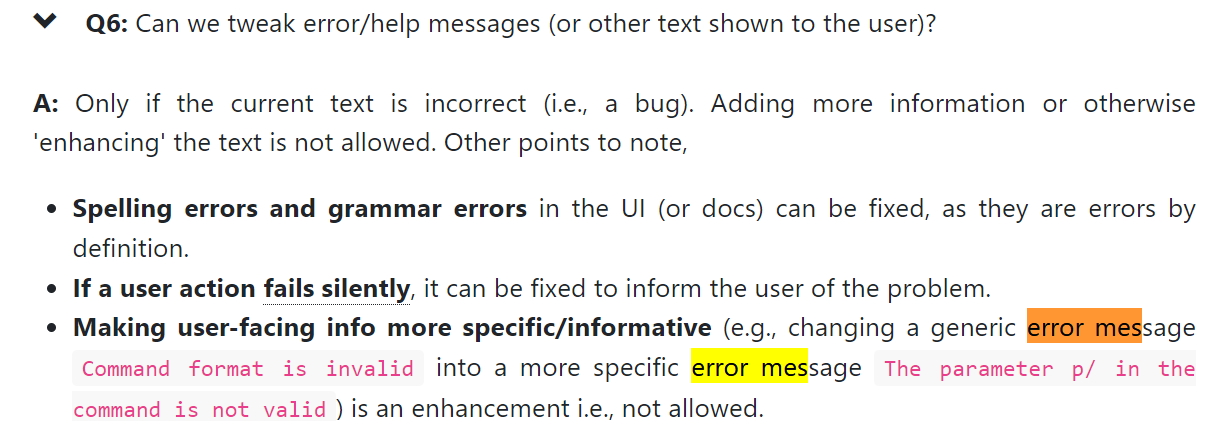 Q6: Can we tweak error/help messages (or other text shown to the user)?
A: Only if the current text is incorrect (i.e., a bug). Adding more information or otherwise
'enhancing' the text is not allowed. Other points to note,
• Spelling errors and grammar errors in the UI (or docs) can be fixed, as they are errors by
definition.
• If a user action fails silently, it can be fixed to inform the user of the problem.
• Making user-facing info more specific/informative (e.g., changing a generic error message
Command format is invalid into a more specific error message The parameter p/ in the
command is not valid ) is an enhancement i.e., not allowed.